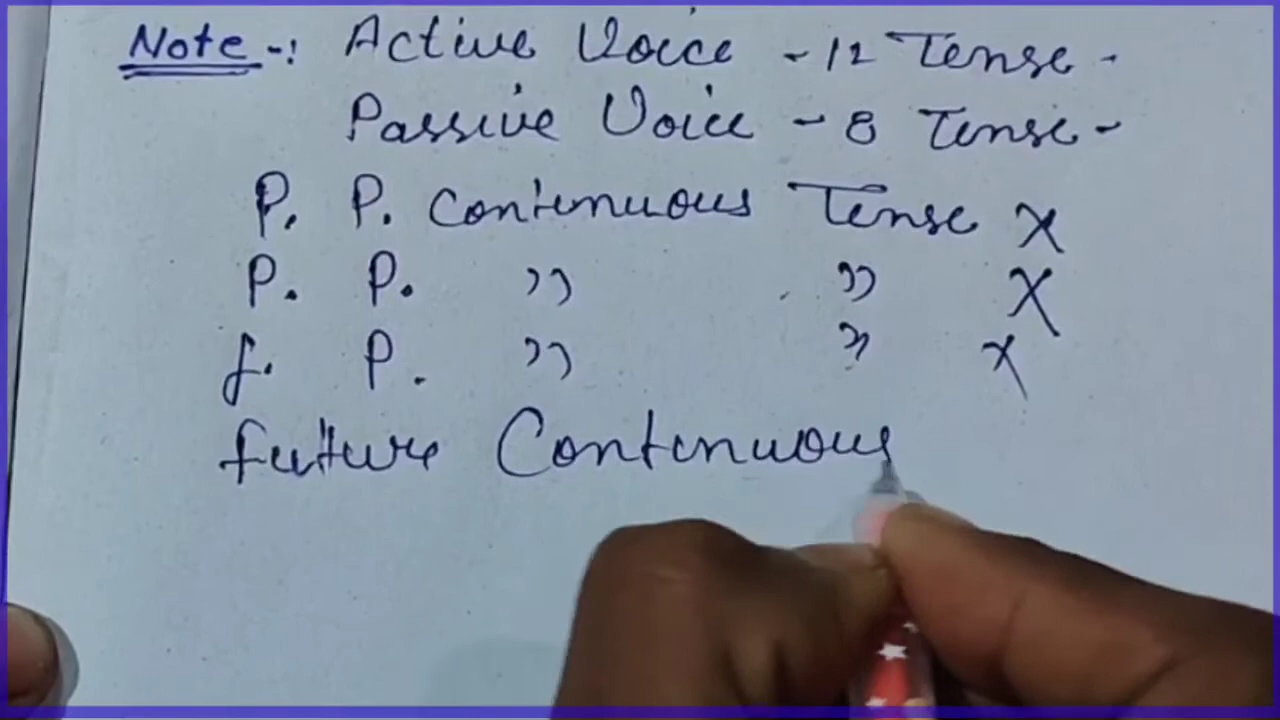 Note -: Active Voice - 12 Tense -
Passive Voice - 8 Tense -
P. P. Continuous Tense X
P. P. ,, ,, X
f. P. ,, ,, X
future Continuous